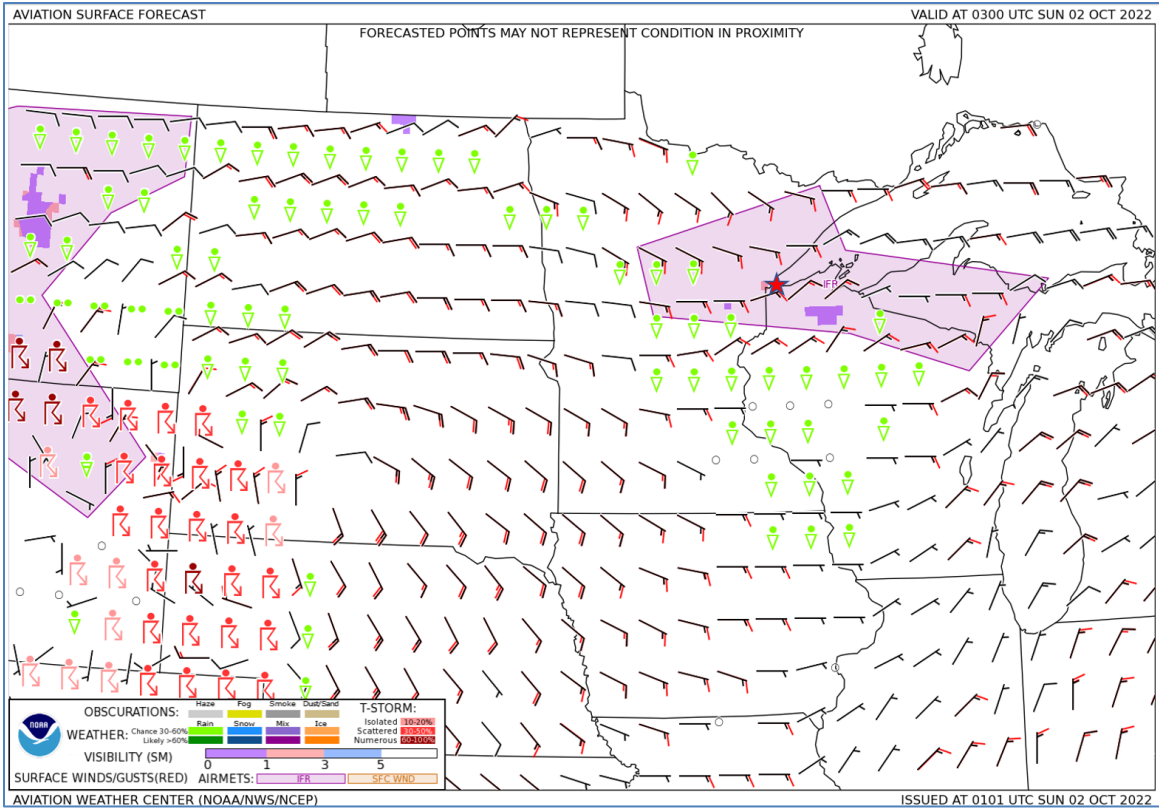 AVIATION SURFACE FORECAST
VALID AT 0300 UTC SUN 02 OCT 2022
FORECASTED POINTS MAY NOT REPRESENT CONDITION IN PROXIMITY
IFR
OBSCURATIONS: Haze Fog Smoke Dust/Sand
T-STORM:
Rain Snow Mix Ice
Isolated 10-20%
WEATHER: Chance 30-60%
Scattered 30-50%
Likely >60%
Numerous 60-100%
VISIBILITY (SM)
0 1 3 5
SURFACE WINDS/GUSTS(RED) AIRMETS: IFR SFC WND
NOAA
AVIATION WEATHER CENTER (NOAA/NWS/NCEP)
ISSUED AT 0101 UTC SUN 02 OCT 2022